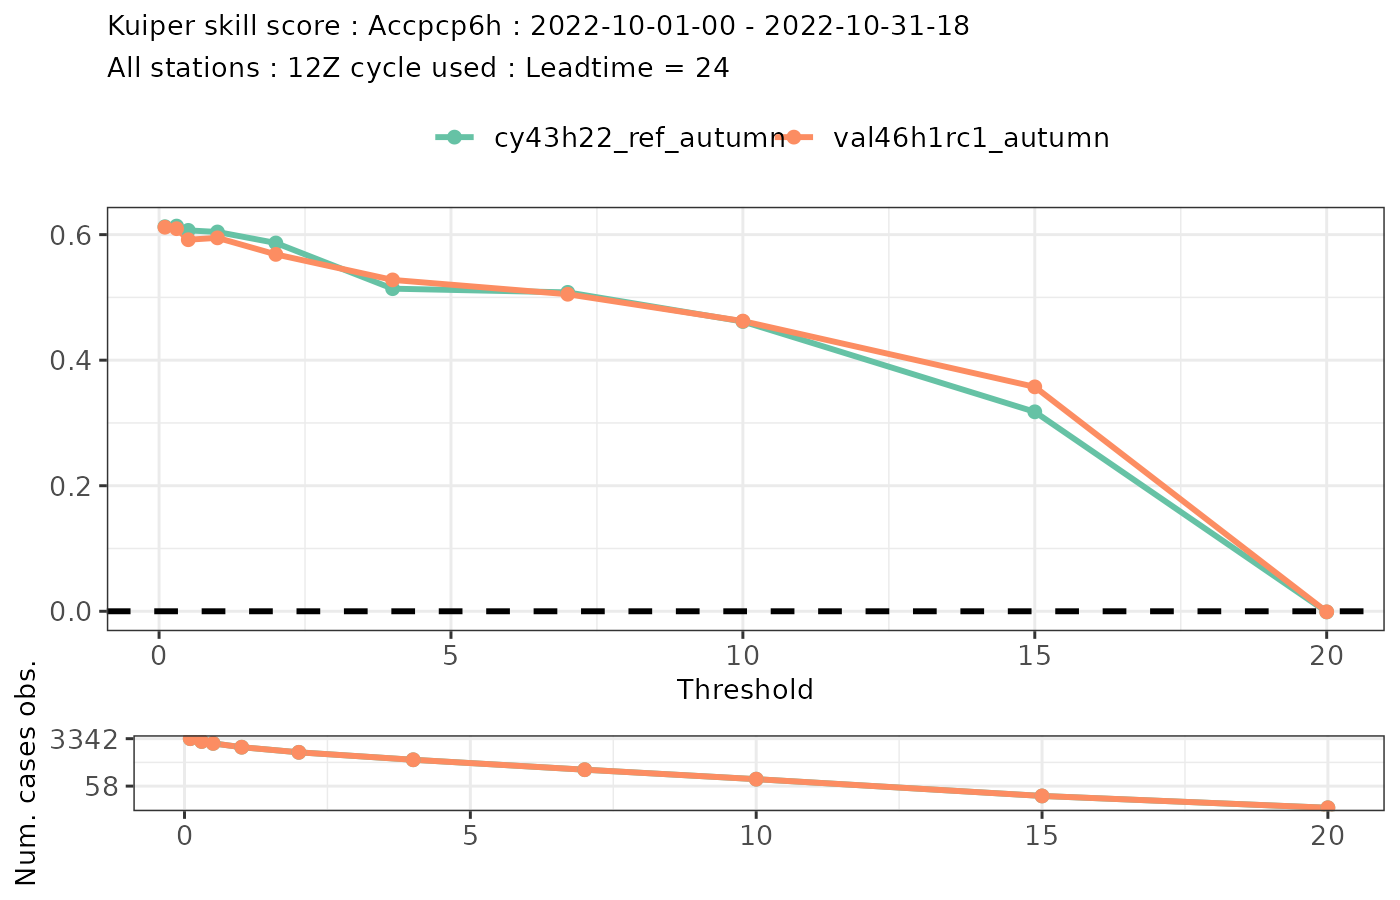 Kuiper skill score : Accpcp6h : 2022-10-01-00 - 2022-10-31-18
All stations : 12Z cycle used : Leadtime = 24
cy43h22_ref_autumn val46h1rc1_autumn
0.6
0.4
0.2
0.0
0 5 10 15 20
Threshold
Num. cases obs.
3342
58
0 5 10 15 20